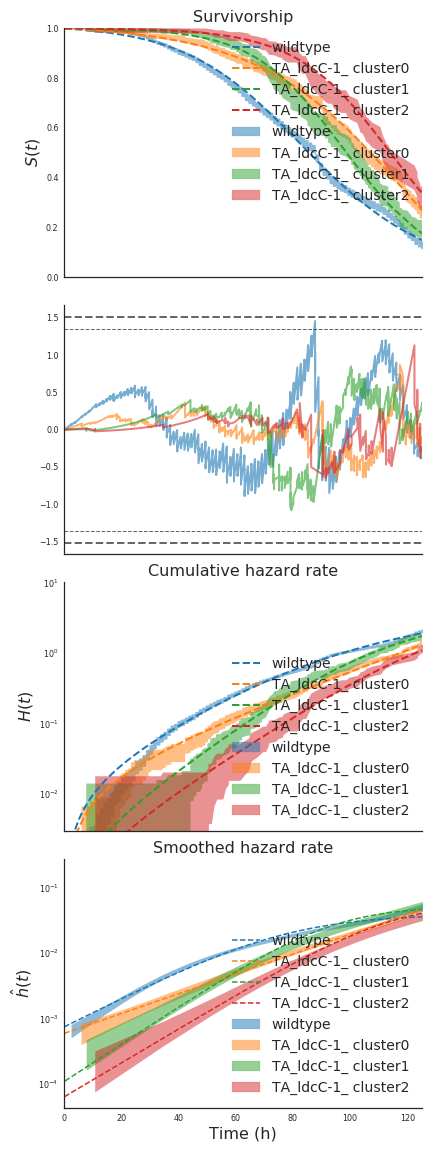 Survivorship
1.0
0.8
0.6
0.4
0.2
0.0
S(t)
wildtype
TA_ldcC-1_ cluster0
TA_ldcC-1_ cluster1
TA_ldcC-1_ cluster2
wildtype
TA_ldcC-1_ cluster0
TA_ldcC-1_ cluster1
TA_ldcC-1_ cluster2
1.5
1.0
0.5
0.0
−0.5
−1.0
−1.5
Cumulative hazard rate
10¹
10⁰
10⁻¹
10⁻²
H(t)
wildtype
TA_ldcC-1_ cluster0
TA_ldcC-1_ cluster1
TA_ldcC-1_ cluster2
wildtype
TA_ldcC-1_ cluster0
TA_ldcC-1_ cluster1
TA_ldcC-1_ cluster2
Smoothed hazard rate
10⁻¹
10⁻²
10⁻³
10⁻⁴
ĥ(t)
wildtype
TA_ldcC-1_ cluster0
TA_ldcC-1_ cluster1
TA_ldcC-1_ cluster2
wildtype
TA_ldcC-1_ cluster0
TA_ldcC-1_ cluster1
TA_ldcC-1_ cluster2
0 20 40 60 80 100 120
Time (h)